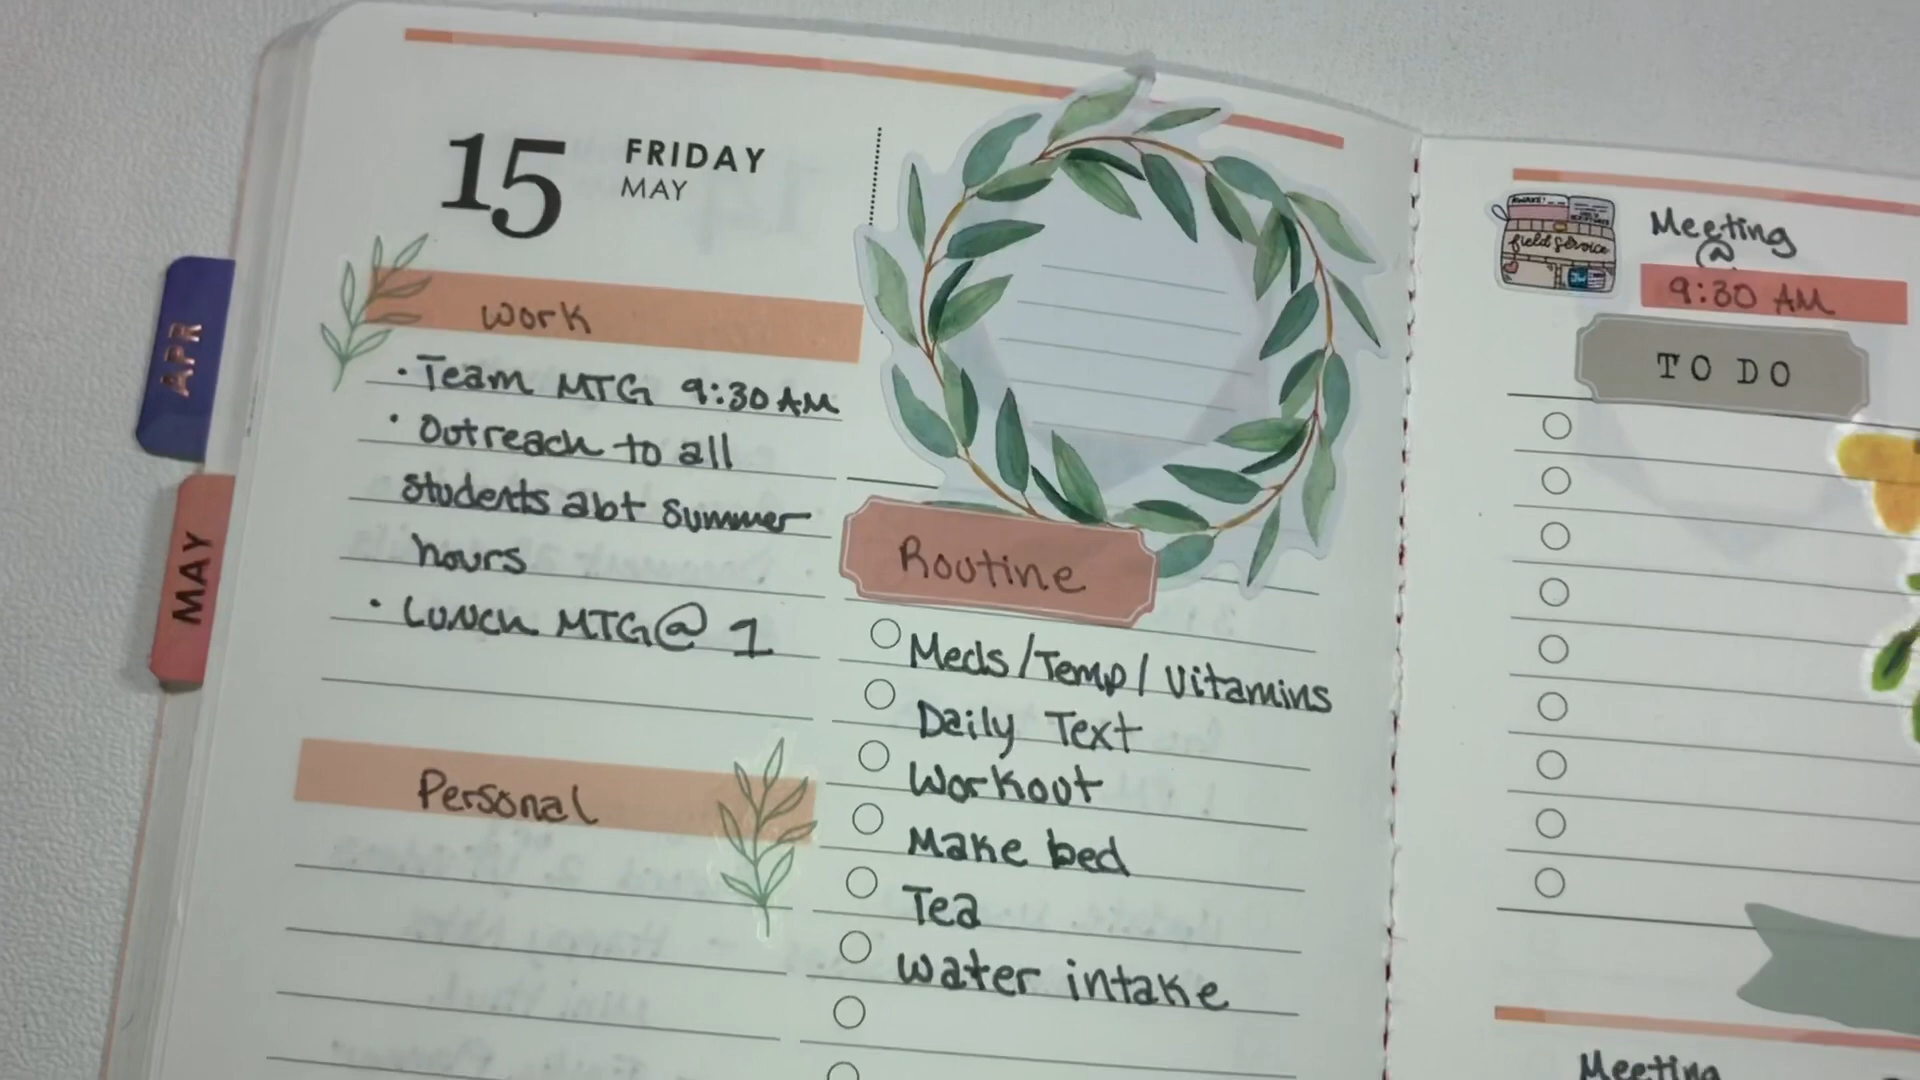 15 FRIDAY
MAY
APR
MAY
work
• Team MTG 9:30 AM
• Outreach to all
students abt summer
hours
• Lunch MTG @ 1
Personal
Routine
Meds/Temp/Vitamins
Daily Text
Workout
Make bed
Tea
water intake
field service
Meeting
@
9:30 AM
TO DO
Meeting